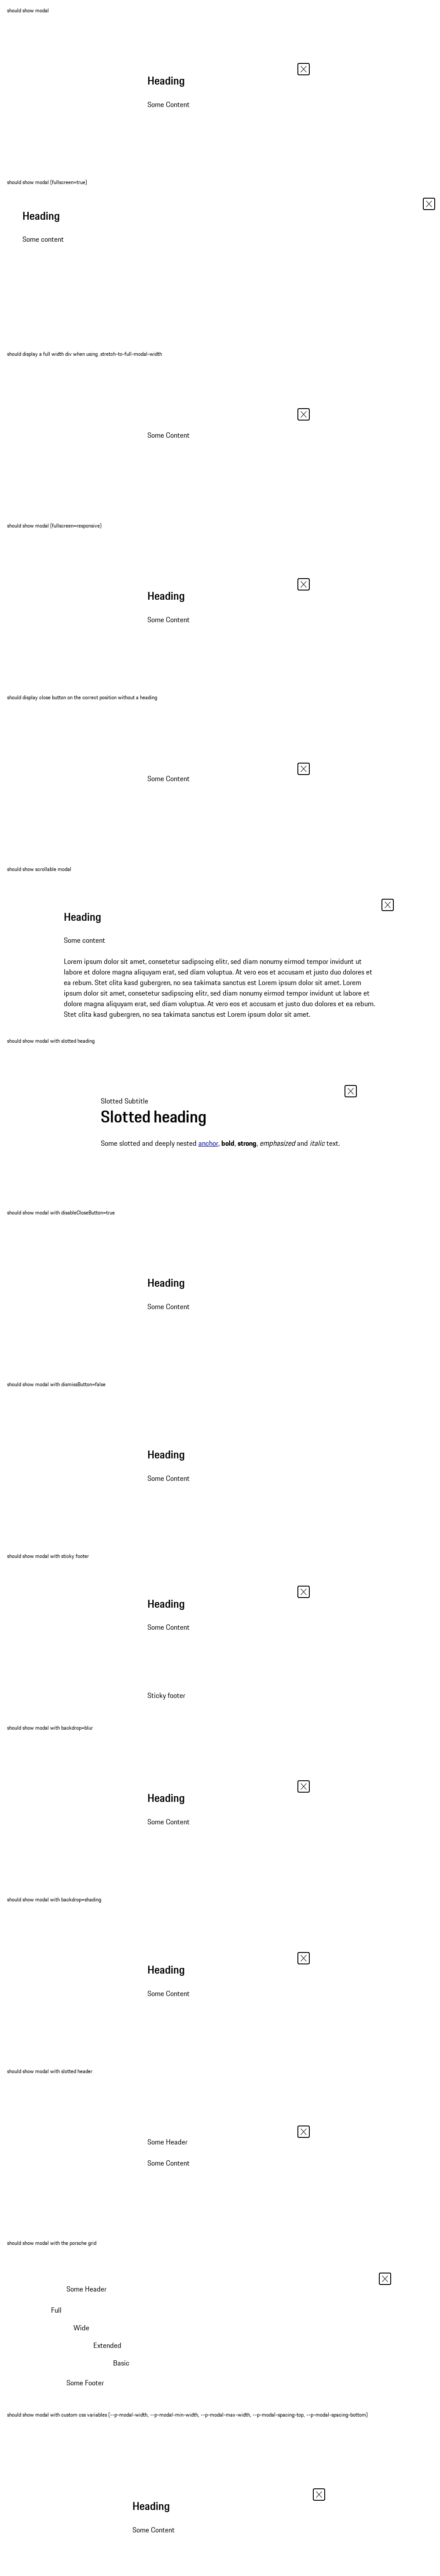 should show modal
Heading
Some Content
should show modal (fullscreen=true)
Heading
Some content
should display a full width div when using .stretch-to-full-modal-width
Some Content
should show modal (fullscreen=responsive)
Heading
Some Content
should display close button on the correct position without a heading
Some Content
should show scrollable modal
Heading
Some content
Lorem ipsum dolor sit amet, consetetur sadipscing elitr, sed diam nonumy eirmod tempor invidunt ut
labore et dolore magna aliquyam erat, sed diam voluptua. At vero eos et accusam et justo duo dolores et
ea rebum. Stet clita kasd gubergren, no sea takimata sanctus est Lorem ipsum dolor sit amet. Lorem
ipsum dolor sit amet, consetetur sadipscing elitr, sed diam nonumy eirmod tempor invidunt ut labore et
dolore magna aliquyam erat, sed diam voluptua. At vero eos et accusam et justo duo dolores et ea rebum.
Stet clita kasd gubergren, no sea takimata sanctus est Lorem ipsum dolor sit amet.
should show modal with slotted heading
Slotted Subtitle
Slotted heading
Some slotted and deeply nested anchor, bold, strong, emphasized and italic text.
should show modal with disableCloseButton=true
Heading
Some Content
should show modal with dismissButton=false
Heading
Some Content
should show modal with sticky footer
Heading
Some Content
Sticky footer
should show modal with backdrop=blur
Heading
Some Content
should show modal with backdrop=shading
Heading
Some Content
should show modal with slotted header
Some Header
Some Content
should show modal with the porsche grid
Some Header
Full
Wide
Extended
Basic
Some Footer
should show modal with custom css variables (--p-modal-width, --p-modal-min-width, --p-modal-max-width, --p-modal-spacing-top, --p-modal-spacing-bottom)
Heading
Some Content